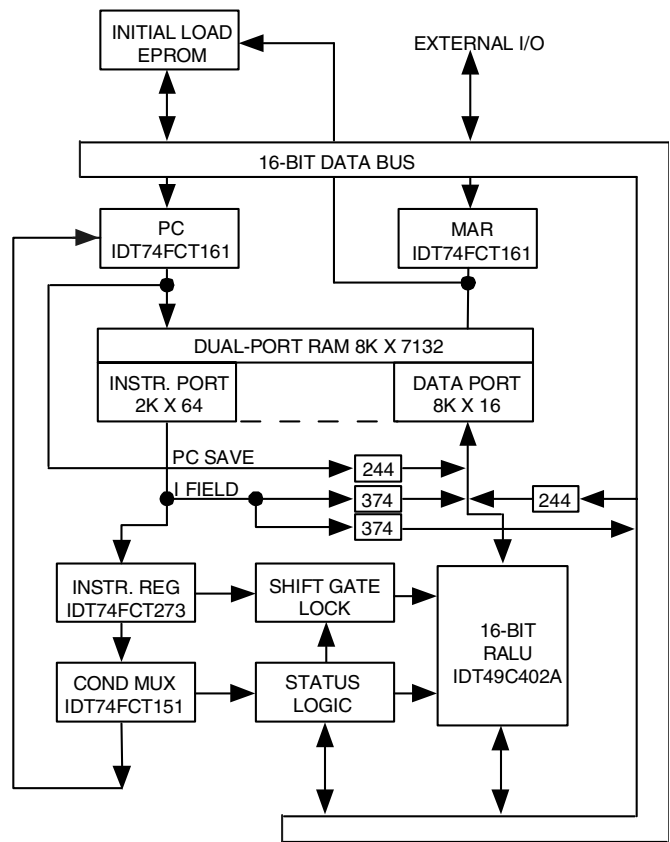 INITIAL LOAD
EPROM
EXTERNAL I/O
16-BIT DATA BUS
PC
IDT74FCT161
MAR
IDT74FCT161
DUAL-PORT RAM 8K X 7132
INSTR. PORT
2K X 64
DATA PORT
8K X 16
PC SAVE
244
I FIELD
374
244
374
INSTR. REG
IDT74FCT273
SHIFT GATE
LOCK
16-BIT
RALU
IDT49C402A
COND MUX
IDT74FCT151
STATUS
LOGIC